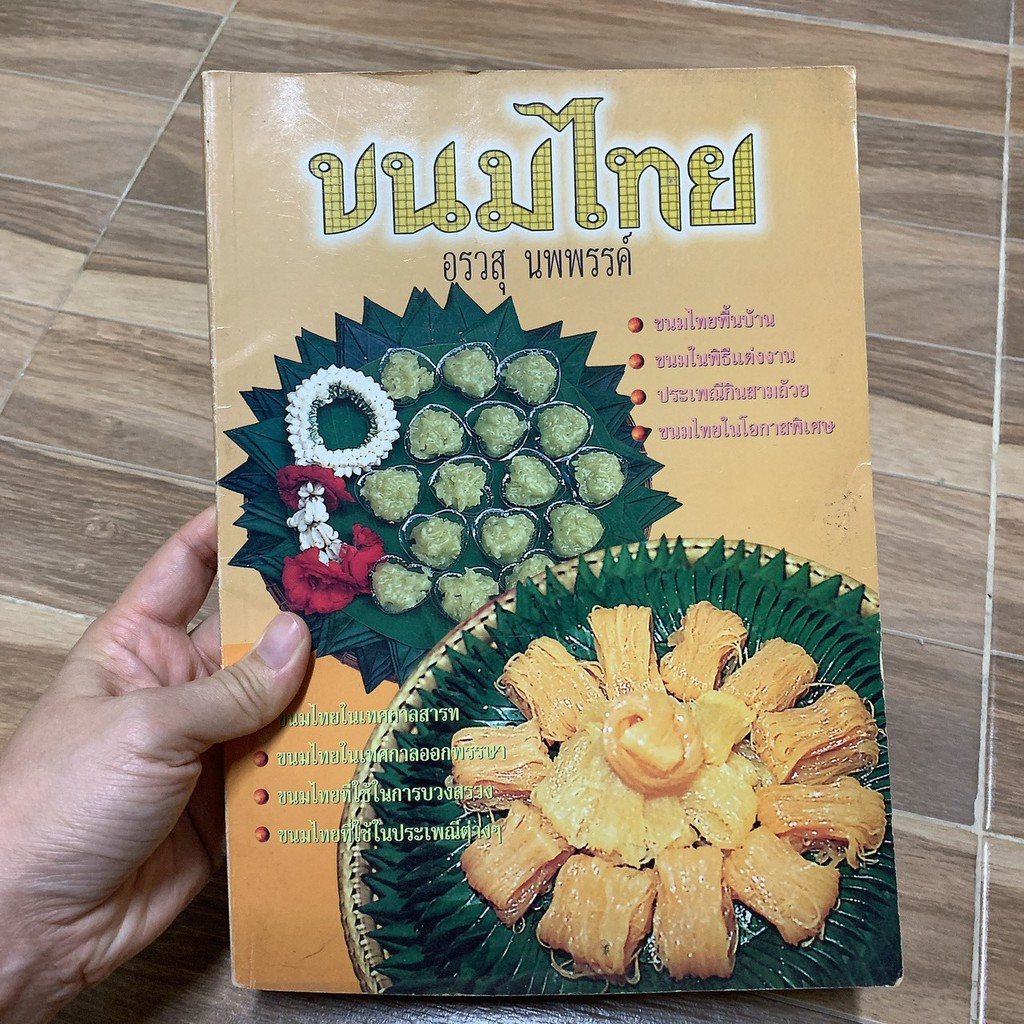 ขนมไทย
อรวสุ นพพรรค์
ขนมไทยพื้นบ้าน
ขนมในพิธีแต่งงาน
ประเพณีกินสามถ้วย
ขนมไทยในโอกาสพิเศษ
ขนมไทยในเทศกาลสารท
ขนมไทยในเทศกาลออกพรรษา
ขนมไทยที่ใช้ในการบวงสรวง
ขนมไทยที่ใช้ในประเพณีต่างๆ